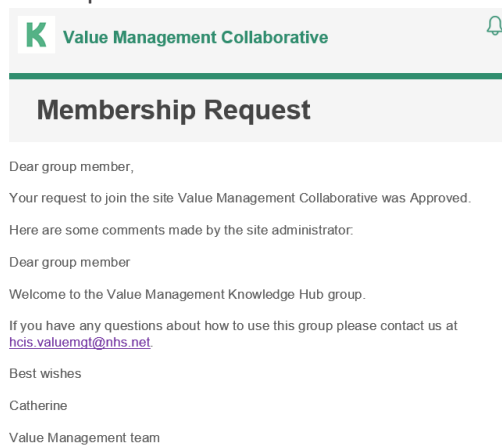 K Value Management Collaborative
Membership Request
Dear group member,
Your request to join the site Value Management Collaborative was Approved.
Here are some comments made by the site administrator:
Dear group member
Welcome to the Value Management Knowledge Hub group.
If you have any questions about how to use this group please contact us at
hcis.valuemgt@nhs.net.
Best wishes
Catherine
Value Management team